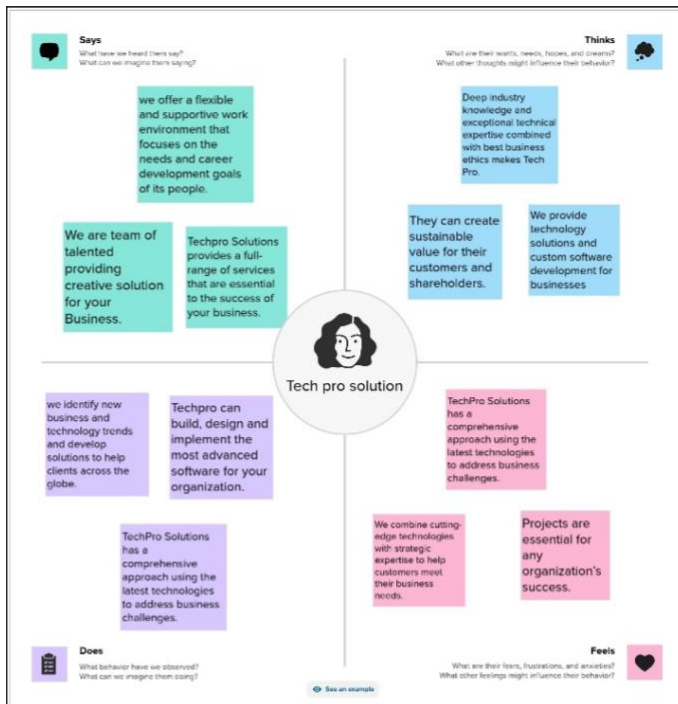 Says
What have we heard them say?
What can we imagine them saying?
Thinks
What are their wants, needs, hopes, and dreams?
What other thoughts might influence their behavior?
we offer a flexible
and supportive work
environment that
focuses on the
needs and career
development goals
of its people.
We are team of
talented
providing
creative solution
for your
Business.
Techpro Solutions
provides a full-
range of services
that are essential
to the success of
your business.
Deep industry
knowledge and
exceptional technical
expertise combined
with best business
ethics makes Tech
Pro.
They can create
sustainable
value for their
customers and
shareholders.
We provide
technology
solutions and
custom software
development for
businesses
Tech pro solution
we identify new
business and
technology trends
and develop
solutions to help
clients across the
globe.
Techpro can
build, design and
implement the
most advanced
software for your
organization.
TechPro Solutions
has a
comprehensive
approach using the
latest technologies
to address business
challenges.
TechPro Solutions
has a
comprehensive
approach using the
latest technologies
to address business
challenges.
We combine cutting-
edge technologies
with strategic
expertise to help
customers meet
their business
needs.
Projects are
essential for
any
organization's
success.
Does
What behavior have we observed?
What can we imagine them doing?
Feels
What are their fears, frustrations, and anxieties?
What other feelings might influence their behavior?
See an example